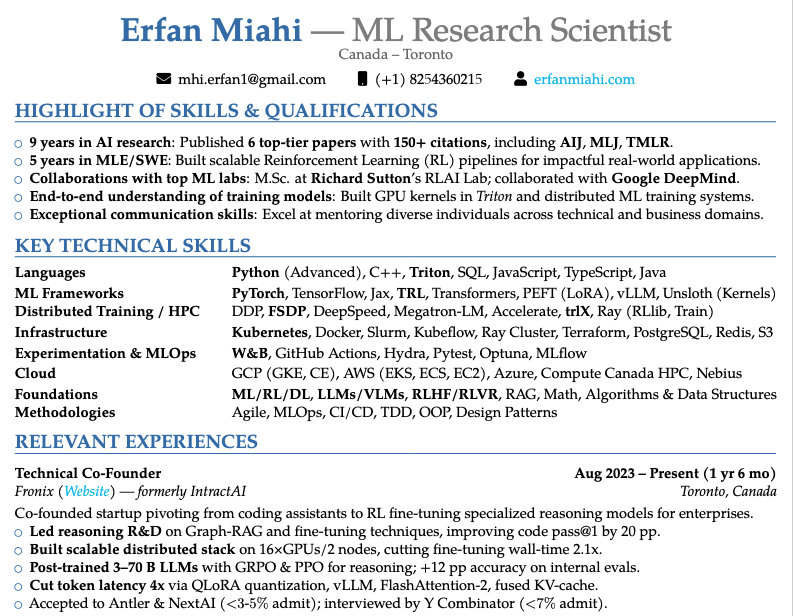 Erfan Miahi — ML Research Scientist
Canada – Toronto
mhi.erfan1@gmail.com (+1) 8254360215 erfanmiahi.com
HIGHLIGHT OF SKILLS & QUALIFICATIONS
9 years in AI research: Published 6 top-tier papers with 150+ citations, including AIJ, MLJ, TMLR.
5 years in MLE/SWE: Built scalable Reinforcement Learning (RL) pipelines for impactful real-world applications.
Collaborations with top ML labs: M.Sc. at Richard Sutton's RLAI Lab; collaborated with Google DeepMind.
End-to-end understanding of training models: Built GPU kernels in Triton and distributed ML training systems.
Exceptional communication skills: Excel at mentoring diverse individuals across technical and business domains.
KEY TECHNICAL SKILLS
Languages Python (Advanced), C++, Triton, SQL, JavaScript, TypeScript, Java
ML Frameworks PyTorch, TensorFlow, Jax, TRL, Transformers, PEFT (LoRA), vLLM, Unsloth (Kernels)
Distributed Training / HPC DDP, FSDP, DeepSpeed, Megatron-LM, Accelerate, trlX, Ray (RLlib, Train)
Infrastructure Kubernetes, Docker, Slurm, Kubeflow, Ray Cluster, Terraform, PostgreSQL, Redis, S3
Experimentation & MLOps W&B, GitHub Actions, Hydra, Pytest, Optuna, MLflow
Cloud GCP (GKE, CE), AWS (EKS, ECS, EC2), Azure, Compute Canada HPC, Nebius
Foundations ML/RL/DL, LLMs/VLMs, RLHF/RLVR, RAG, Math, Algorithms & Data Structures
Methodologies Agile, MLOps, CI/CD, TDD, OOP, Design Patterns
RELEVANT EXPERIENCES
Technical Co-Founder Aug 2023 – Present (1 yr 6 mo)
Fronix (Website) — formerly IntractAI Toronto, Canada
Co-founded startup pivoting from coding assistants to RL fine-tuning specialized reasoning models for enterprises.
Led reasoning R&D on Graph-RAG and fine-tuning techniques, improving code pass@1 by 20 pp.
Built scalable distributed stack on 16×GPUs/2 nodes, cutting fine-tuning wall-time 2.1x.
Post-trained 3–70 B LLMs with GRPO & PPO for reasoning; +12 pp accuracy on internal evals.
Cut token latency 4x via QLoRA quantization, vLLM, FlashAttention-2, fused KV-cache.
Accepted to Antler & NextAI (<3-5% admit); interviewed by Y Combinator (<7% admit).